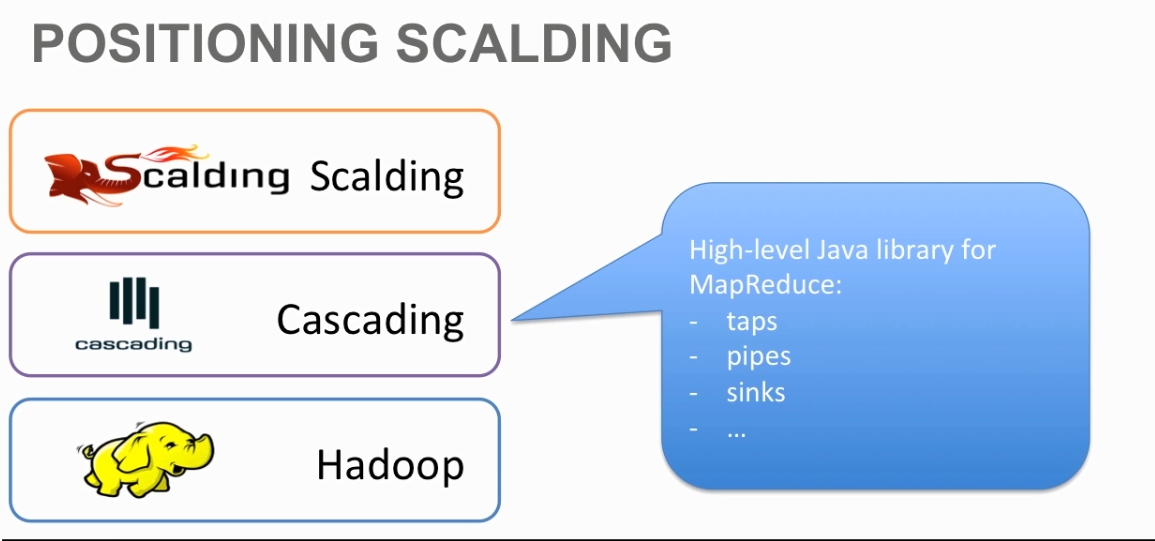 POSITIONING SCALDING
Scalding Scalding
cascading Cascading
Hadoop
High-level Java library for
MapReduce:
- taps
- pipes
- sinks
- ...